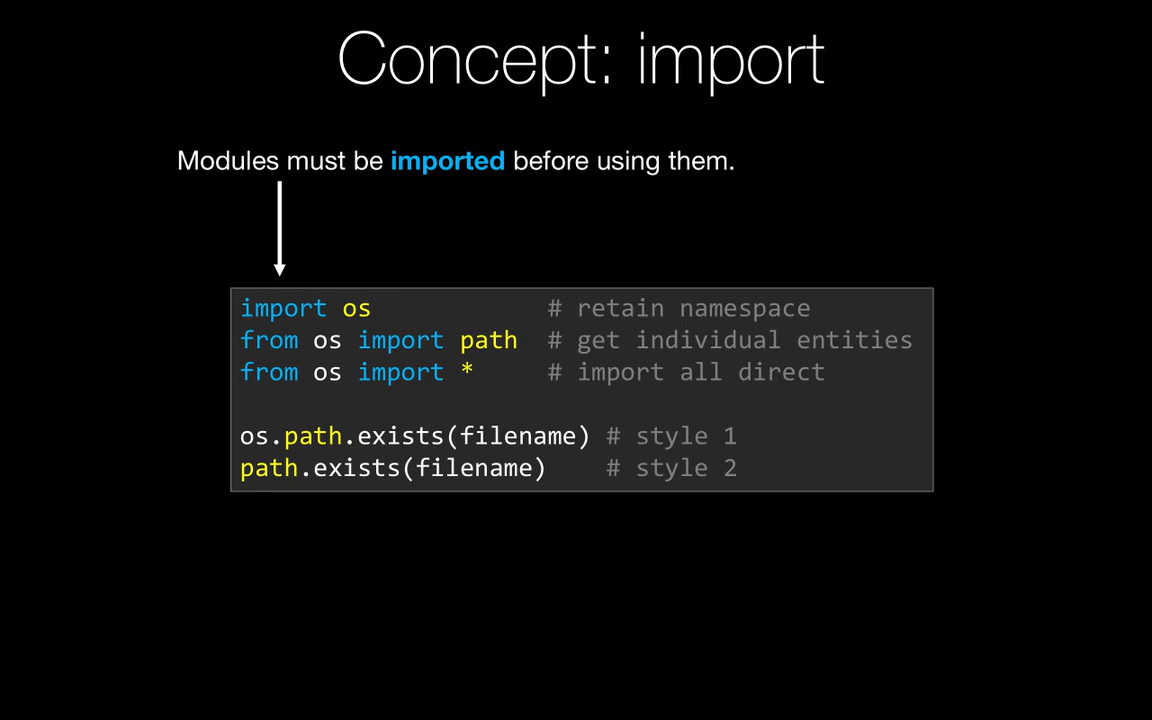 Concept: import
Modules must be imported before using them.
import os # retain namespace
from os import path # get individual entities
from os import * # import all direct
os.path.exists(filename) # style 1
path.exists(filename) # style 2